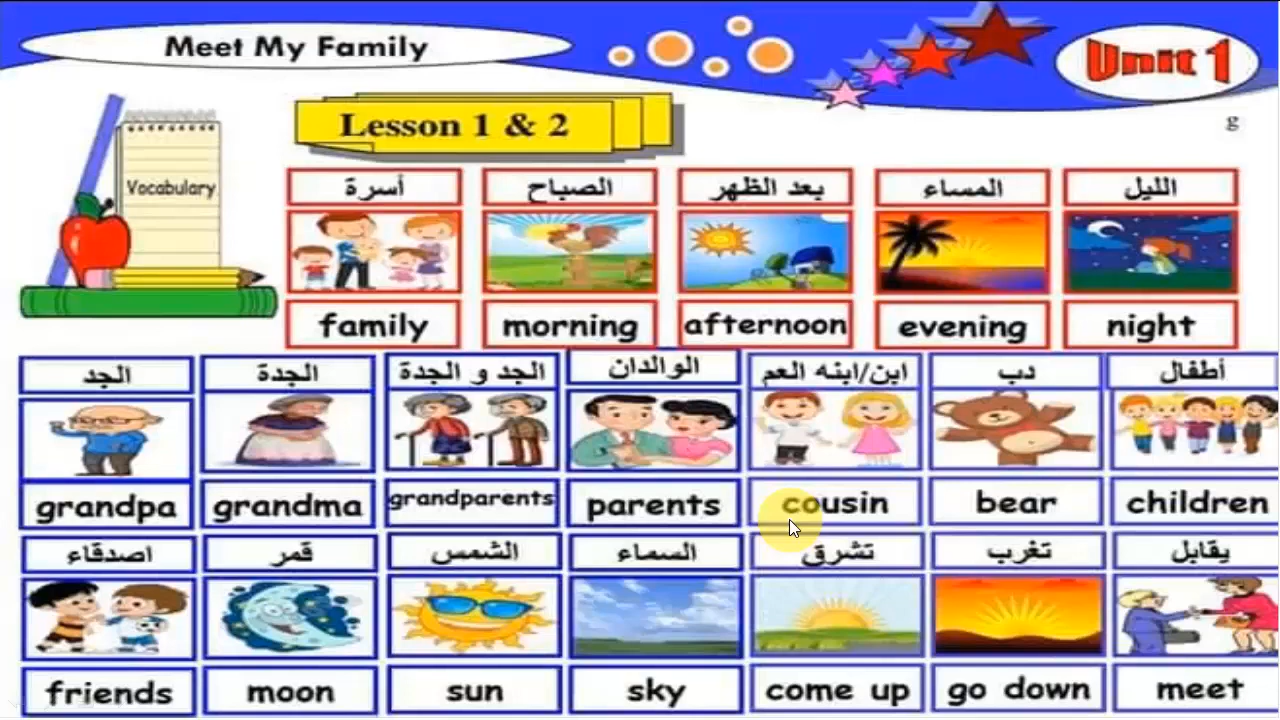 Meet My Family
Unit 1
Lesson 1 & 2
g
Vocabulary
أسرة
الصباح
بعد الظهر
المساء
الليل
family
morning
afternoon
evening
night
الجد
الجدة
الجد و الجدة
الوالدان
ابن/ابنه العم
دب
أطفال
grandpa
grandma
grandparents
parents
cousin
bear
children
اصدقاء
قمر
الشمس
السماء
تشرق
تغرب
يقابل
friends
moon
sun
sky
come up
go down
meet